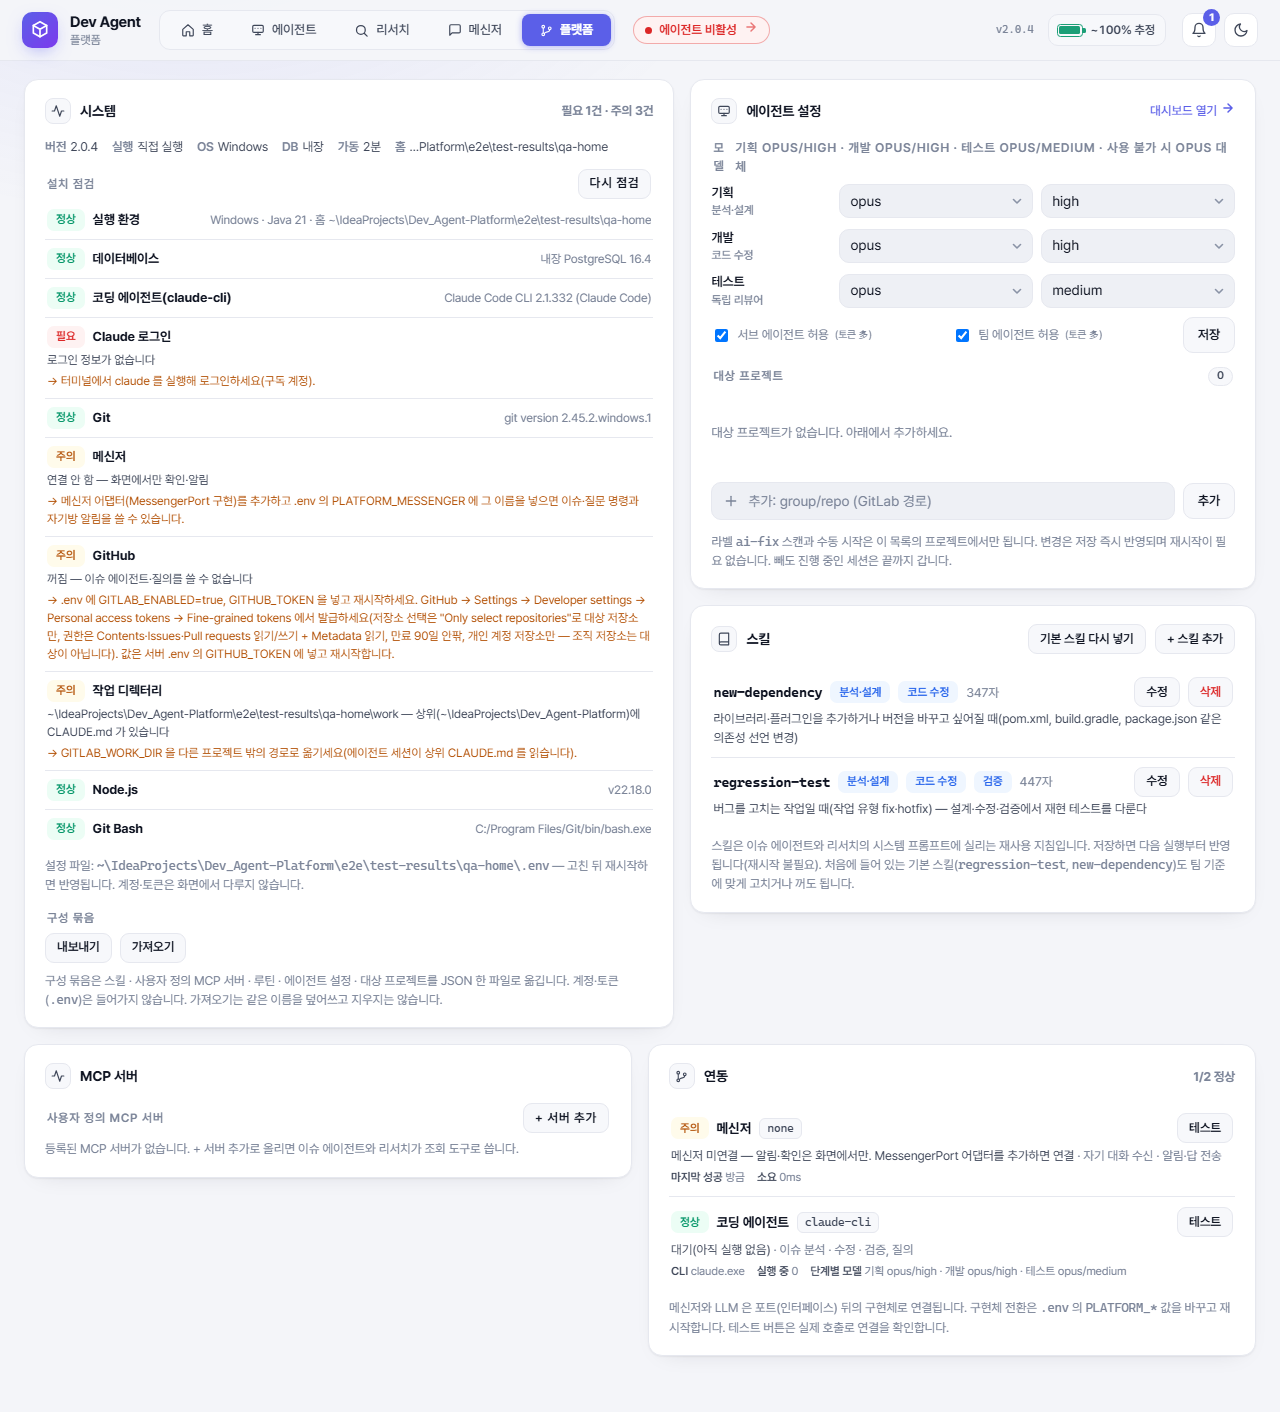 Dev Agent
플랫폼
홈
에이전트
리서치
메신저
플랫폼
에이전트 비활성 →
v2.0.4
~100% 추정
1
시스템
필요 1건 · 주의 3건
버전 2.0.4 실행 직접 실행 OS Windows DB 내장 가동 2분 홈 ...Platform\e2e\test-results\qa-home
설치 점검
다시 점검
정상 실행 환경 Windows · Java 21 · 홈 ~\IdeaProjects\Dev_Agent-Platform\e2e\test-results\qa-home
정상 데이터베이스 내장 PostgreSQL 16.4
정상 코딩 에이전트(claude-cli) Claude Code CLI 2.1.332 (Claude Code)
필요 Claude 로그인
로그인 정보가 없습니다
→ 터미널에서 claude 를 실행해 로그인하세요(구독 계정).
정상 Git git version 2.45.2.windows.1
주의 메신저
연결 안 함 — 화면에서만 확인·알림
→ 메신저 어댑터(MessengerPort 구현)를 추가하고 .env 의 PLATFORM_MESSENGER 에 그 이름을 넣으면 이슈·질문 명령과
자기방 알림을 쓸 수 있습니다.
주의 GitHub
꺼짐 — 이슈 에이전트·질의를 쓸 수 없습니다
→ .env 에 GITLAB_ENABLED=true, GITHUB_TOKEN 을 넣고 재시작하세요. GitHub → Settings → Developer settings →
Personal access tokens → Fine-grained tokens 에서 발급하세요(저장소 선택은 "Only select repositories"로 대상 저장소
만, 권한은 Contents·Issues·Pull requests 읽기/쓰기 + Metadata 읽기, 만료 90일 안팎, 개인 계정 저장소만 — 조직 저장소는 대
상이 아닙니다). 값은 서버 .env 의 GITHUB_TOKEN 에 넣고 재시작합니다.
주의 작업 디렉터리
~\IdeaProjects\Dev_Agent-Platform\e2e\test-results\qa-home\work — 상위(~\IdeaProjects\Dev_Agent-Platform)에
CLAUDE.md 가 있습니다
→ GITLAB_WORK_DIR 을 다른 프로젝트 밖의 경로로 옮기세요(에이전트 세션이 상위 CLAUDE.md 를 읽습니다).
정상 Node.js v22.18.0
정상 Git Bash C:/Program Files/Git/bin/bash.exe
설정 파일: ~\IdeaProjects\Dev_Agent-Platform\e2e\test-results\qa-home\.env — 고친 뒤 재시작하
면 반영됩니다. 계정·토큰은 화면에서 다루지 않습니다.
구성 묶음
내보내기 가져오기
구성 묶음은 스킬 · 사용자 정의 MCP 서버 · 루틴 · 에이전트 설정 · 대상 프로젝트를 JSON 한 파일로 옮깁니다. 계정·토큰
(.env)은 들어가지 않습니다. 가져오기는 같은 이름을 덮어쓰고 지우지는 않습니다.
에이전트 설정
대시보드 열기 →
모 기획 OPUS/HIGH · 개발 OPUS/HIGH · 테스트 OPUS/MEDIUM · 사용 불가 시 OPUS 대
델 체
기획 opus high
분석·설계
개발 opus high
코드 수정
테스트 opus medium
독립 리뷰어
서브 에이전트 허용 (토큰 多) 팀 에이전트 허용 (토큰 多) 저장
대상 프로젝트 0
대상 프로젝트가 없습니다. 아래에서 추가하세요.
+ 추가: group/repo (GitLab 경로) 추가
라벨 ai-fix 스캔과 수동 시작은 이 목록의 프로젝트에서만 됩니다. 변경은 저장 즉시 반영되며 재시작이 필
요 없습니다. 빼도 진행 중인 세션은 끝까지 갑니다.
스킬
기본 스킬 다시 넣기 + 스킬 추가
new-dependency 분석·설계 코드 수정 347자 수정 삭제
라이브러리·플러그인을 추가하거나 버전을 바꾸고 싶어질 때(pom.xml, build.gradle, package.json 같은
의존성 선언 변경)
regression-test 분석·설계 코드 수정 검증 447자 수정 삭제
버그를 고치는 작업일 때(작업 유형 fix·hotfix) — 설계·수정·검증에서 재현 테스트를 다룬다
스킬은 이슈 에이전트와 리서치의 시스템 프롬프트에 실리는 재사용 지침입니다. 저장하면 다음 실행부터 반영
됩니다(재시작 불필요). 처음에 들어 있는 기본 스킬(regression-test, new-dependency)도 팀 기준
에 맞게 고치거나 꺼도 됩니다.
MCP 서버
사용자 정의 MCP 서버
+ 서버 추가
등록된 MCP 서버가 없습니다. + 서버 추가로 올리면 이슈 에이전트와 리서치가 조회 도구로 씁니다.
연동
1/2 정상
주의 메신저 none 테스트
메신저 미연결 — 알림·확인은 화면에서만. MessengerPort 어댑터를 추가하면 연결 · 자기 대화 수신 · 알림·답 전송
마지막 성공 방금 소요 0ms
정상 코딩 에이전트 claude-cli 테스트
대기(아직 실행 없음) · 이슈 분석 · 수정 · 검증, 질의
CLI claude.exe 실행 중 0 단계별 모델 기획 opus/high · 개발 opus/high · 테스트 opus/medium
메신저와 LLM 은 포트(인터페이스) 뒤의 구현체로 연결됩니다. 구현체 전환은 .env 의 PLATFORM_* 값을 바꾸고 재
시작합니다. 테스트 버튼은 실제 호출로 연결을 확인합니다.